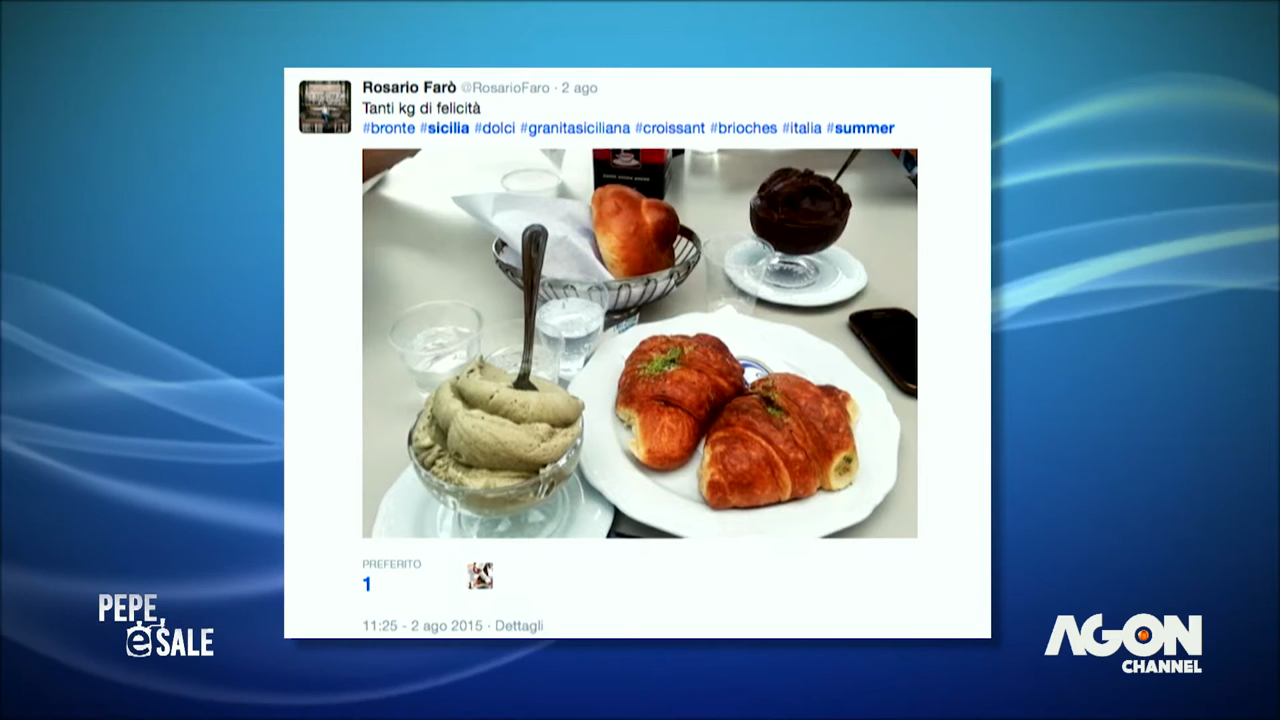 Rosario Farò @RosarioFaro · 2 ago
Tanti kg di felicità
#bronte #sicilia #dolci #granitasiciliana #croissant #brioches #italia #summer
PREFERITO
1
11:25 - 2 ago 2015 · Dettagli
PEPE,
è SALE
AGON
CHANNEL